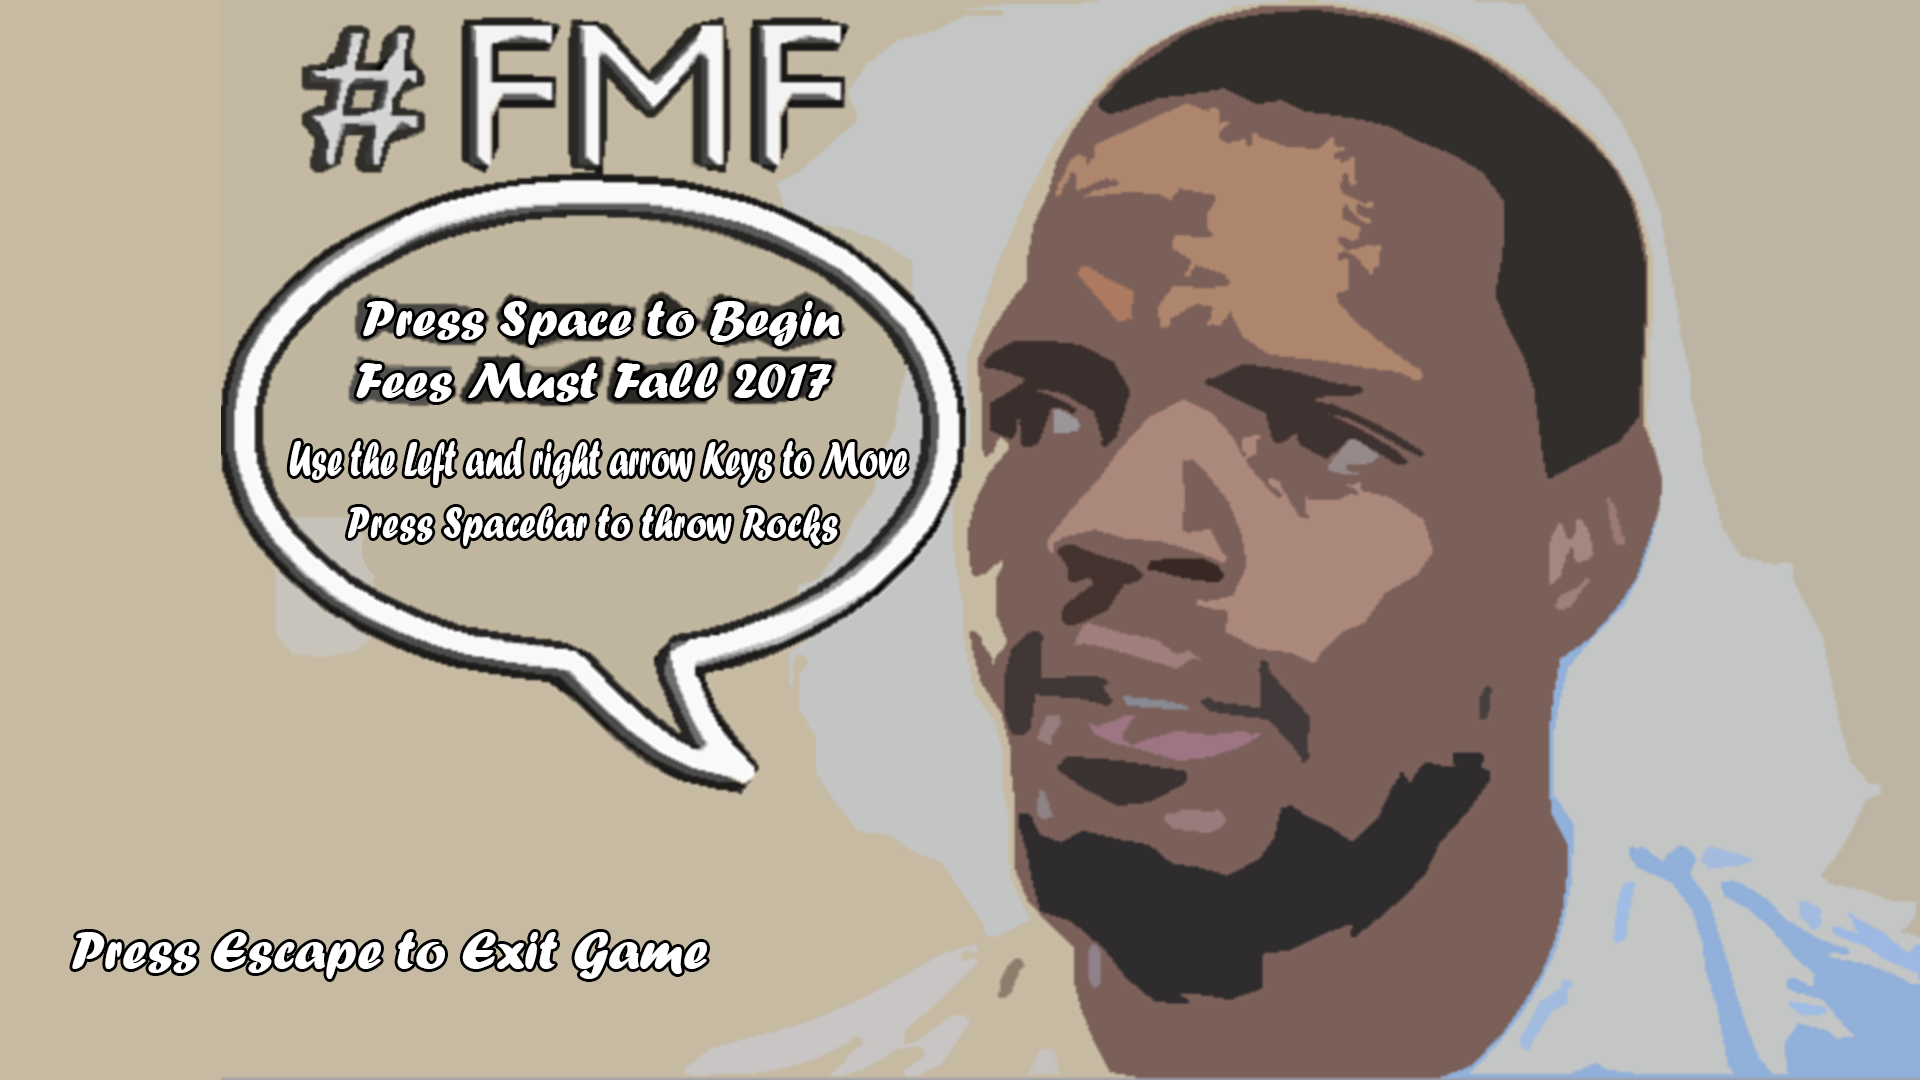 #FMF
Press Space to Begin
Fees Must Fall 2017
Use the Left and right arrow Keys to Move
Press Spacebar to throw Rocks
Press Escape to Exit Game